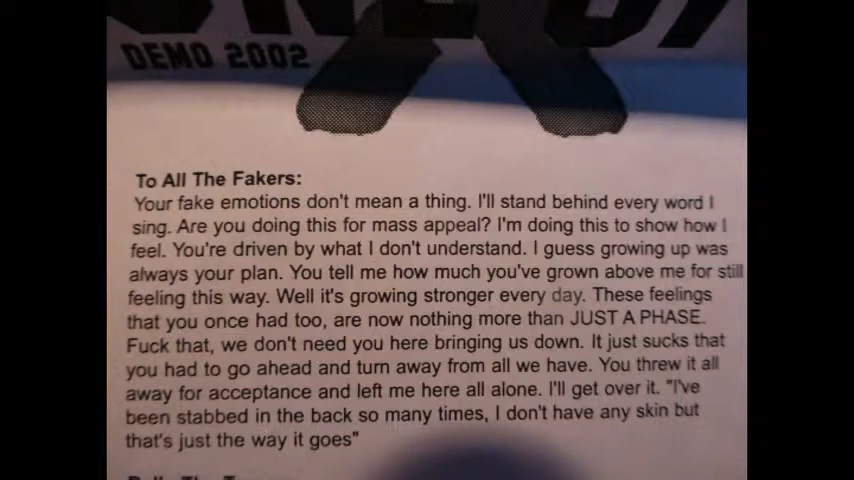 DEMO 2002
To All The Fakers:
Your fake emotions don't mean a thing. I'll stand behind every word I
sing. Are you doing this for mass appeal? I'm doing this to show how I
feel. You're driven by what I don't understand. I guess growing up was
always your plan. You tell me how much you've grown above me for still
feeling this way. Well it's growing stronger every day. These feelings
that you once had too, are now nothing more than JUST A PHASE.
Fuck that, we don't need you here bringing us down. It just sucks that
you had to go ahead and turn away from all we have. You threw it all
away for acceptance and left me here all alone. I'll get over it. "I've
been stabbed in the back so many times, I don't have any skin but
that's just the way it goes"